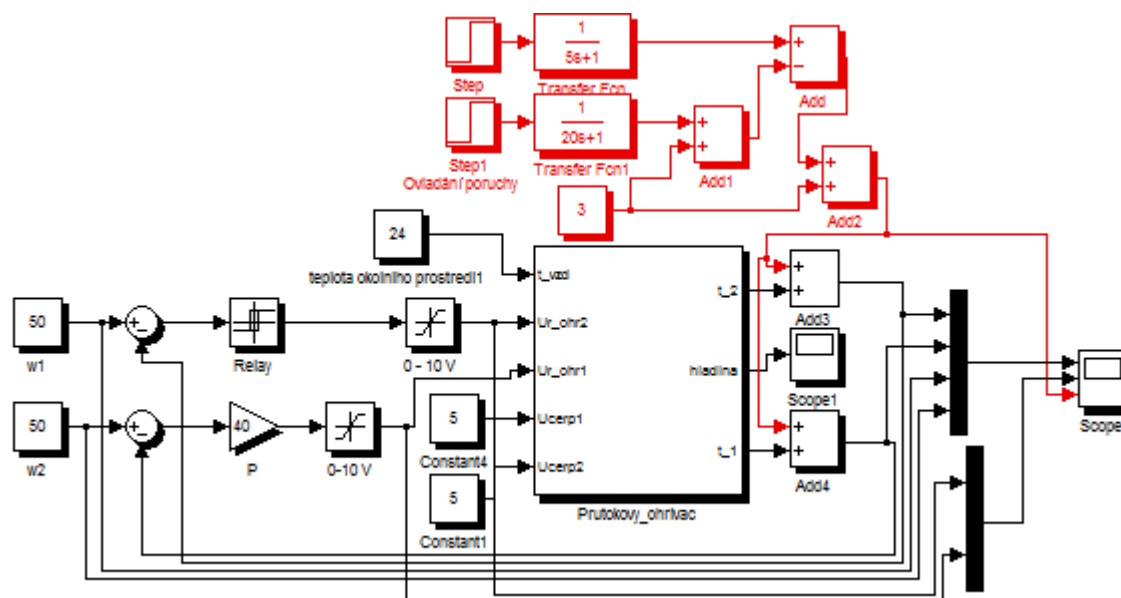 1
5s+1
+
−
Step
Transfer Fcn
Add
1
20s+1
+
+
Step1
Ovladání poruchy
Transfer Fcn1
Add1
+
+
3
Add2
24
teplota okolního prostredí1
t_vzd
t_2
+
+
Add3
50
w1
+
−
Relay
0 - 10 V
Ur_ohr2
Ur_ohr1
hladina
Scope1
Scope
50
w2
+
−
40
P
0-10 V
5
Constant4
Ucerp1
t_1
+
+
Add4
5
Constant1
Ucerp2
Prutokovy_ohrivac